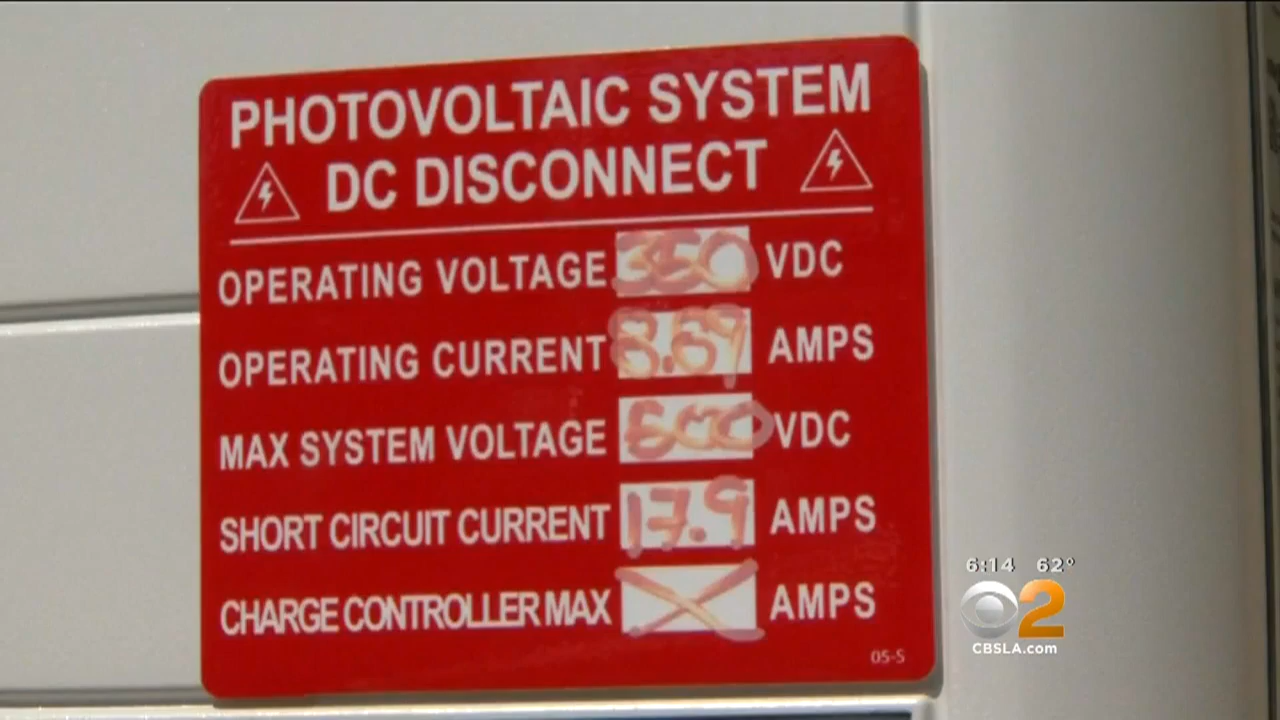 PHOTOVOLTAIC SYSTEM
DC DISCONNECT
OPERATING VOLTAGE 350 VDC
OPERATING CURRENT 8.59 AMPS
MAX SYSTEM VOLTAGE 500 VDC
SHORT CIRCUIT CURRENT 17.9 AMPS
CHARGE CONTROLLER MAX X AMPS
05-S
6:14 62°
2
CBSLA.com